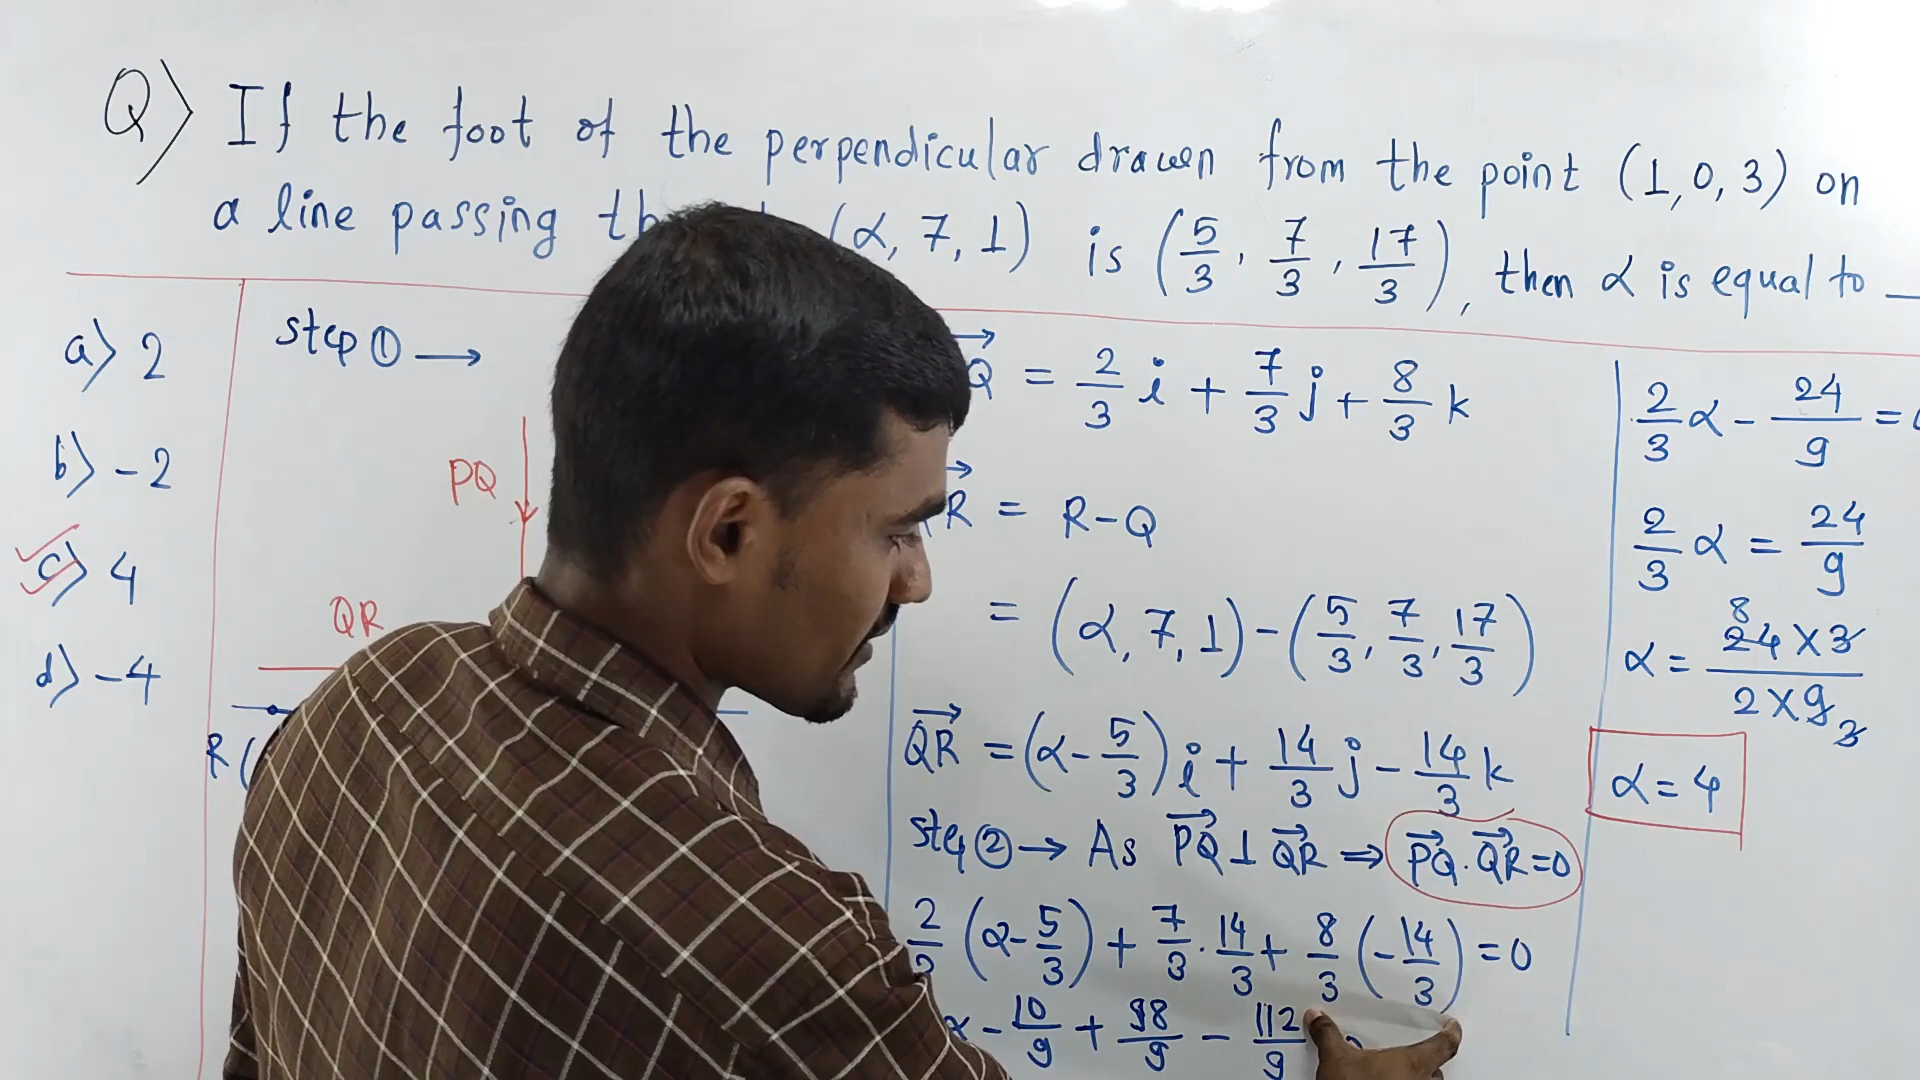 Q) If the foot of the perpendicular drawn from the point (1, 0, 3) on
a line passing (α, 7, 1) is (5/3, 7/3, 17/3), then α is equal to _
a) 2
b) -2
c) 4
d) -4
step ① →
PQ
QR
R (
Q = 2/3 i + 7/3 j + 8/3 k
R = R-Q
= (α, 7, 1) - (5/3, 7/3, 17/3)
QR = (α - 5/3) i + 14/3 j - 14/3 k
step ② → As PQ ⊥ QR ⇒ PQ . QR = 0
2/3 (α - 5/3) + 7/3 . 14/3 + 8/3 (-14/3) = 0
α - 10/9 + 98/9 - 112/9
2/3 α - 24/9 =
2/3 α = 24/9
8
α = 24 × 3 / 2 × 9 3
α = 4